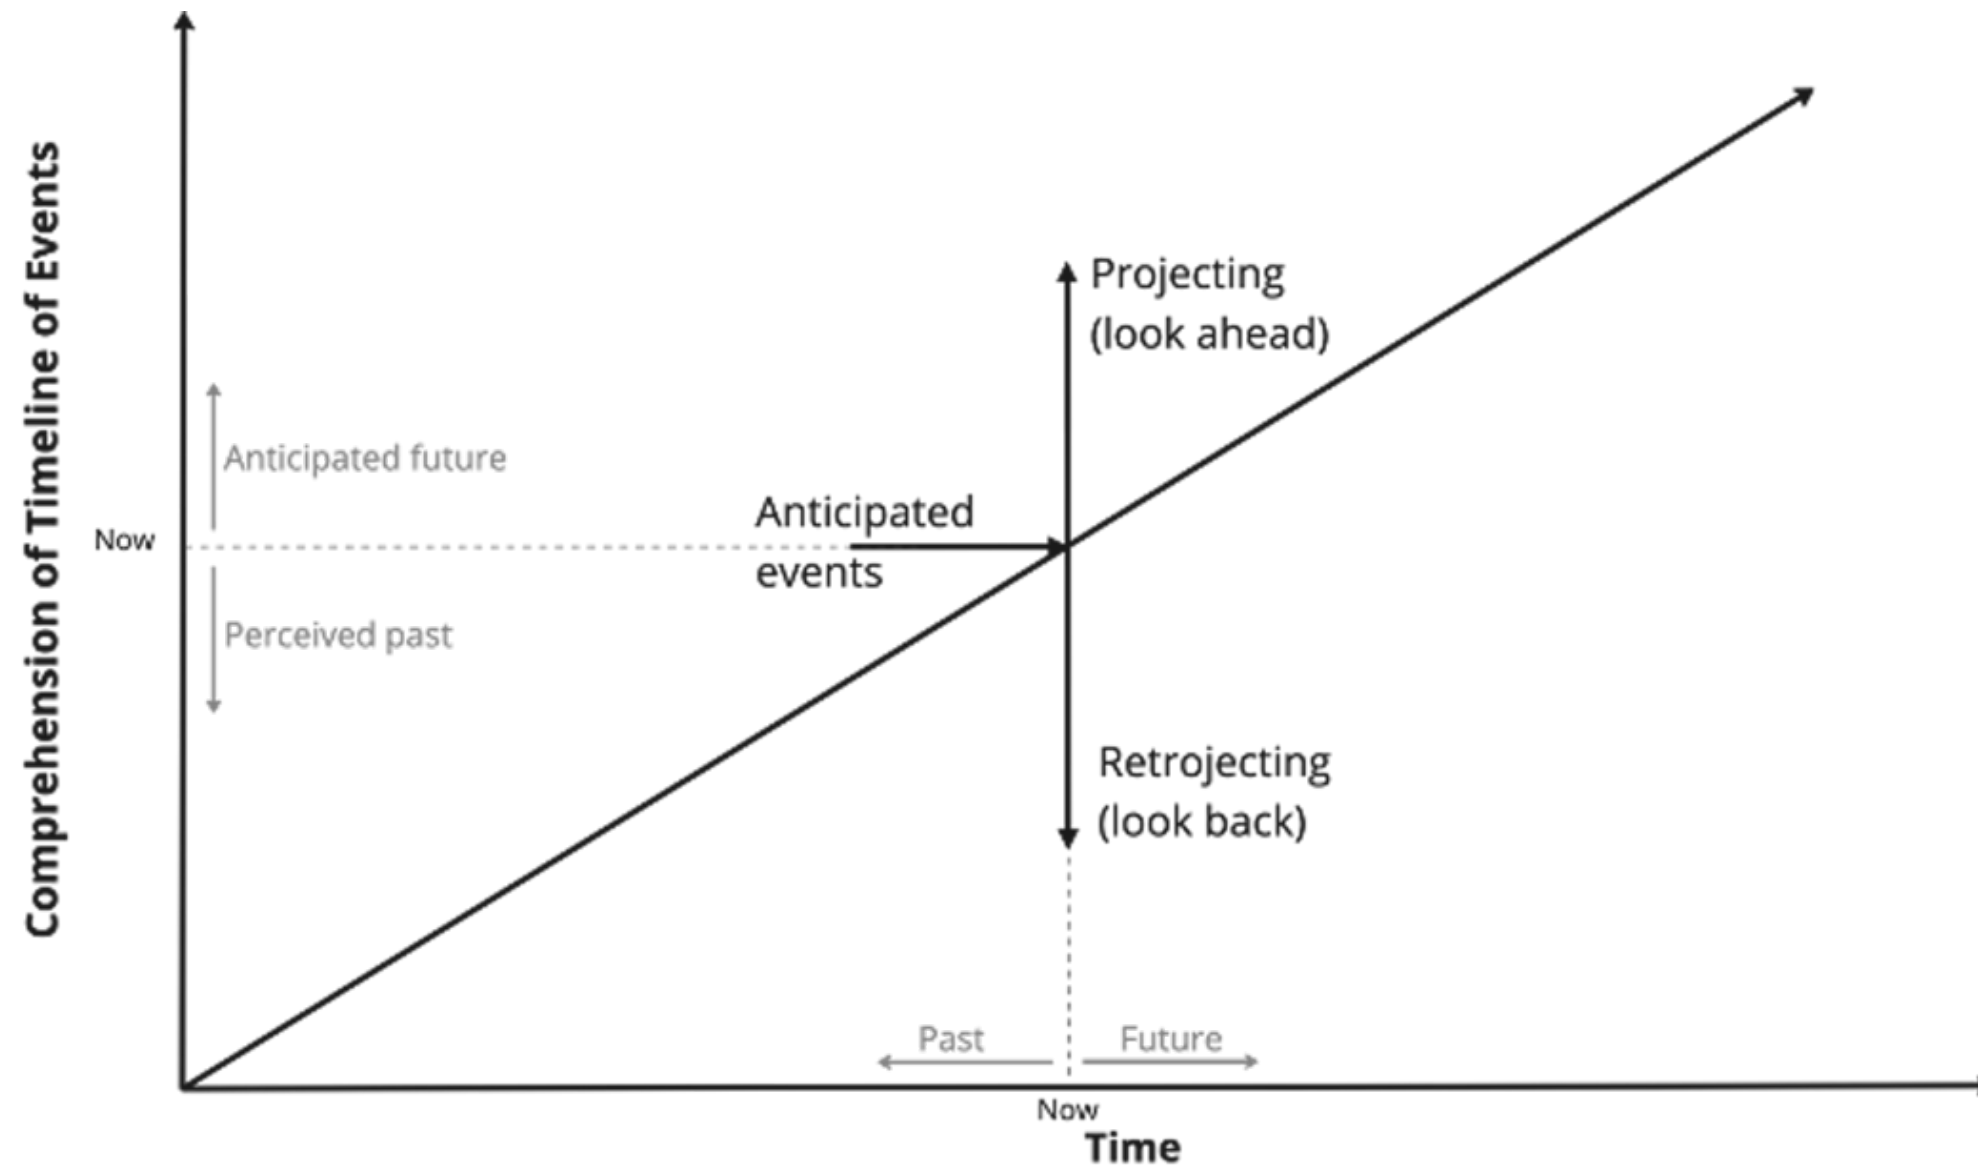 Comprehension of Timeline of Events
Projecting
(look ahead)
Anticipated future
Anticipated
Now
events
Perceived past
Retrojecting
(look back)
Past
Future
Now
Time